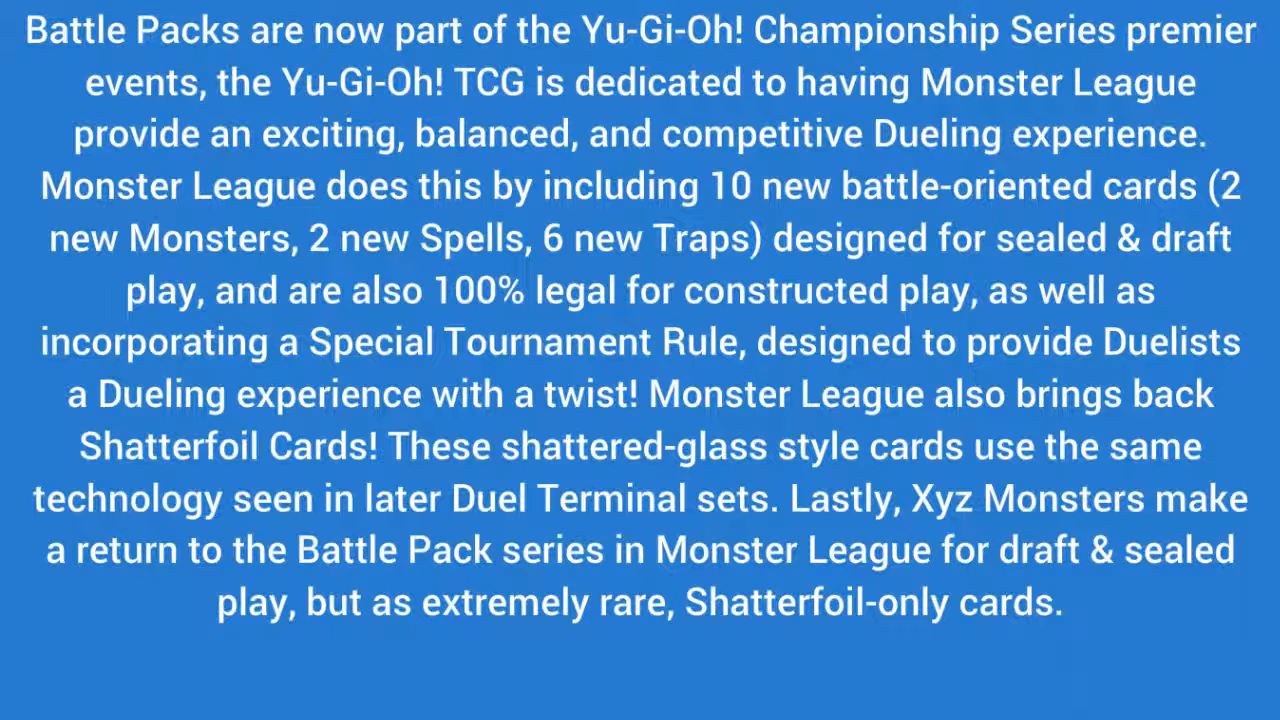 Battle Packs are now part of the Yu-Gi-Oh! Championship Series premier
events, the Yu-Gi-Oh! TCG is dedicated to having Monster League
provide an exciting, balanced, and competitive Dueling experience.
Monster League does this by including 10 new battle-oriented cards (2
new Monsters, 2 new Spells, 6 new Traps) designed for sealed & draft
play, and are also 100% legal for constructed play, as well as
incorporating a Special Tournament Rule, designed to provide Duelists
a Dueling experience with a twist! Monster League also brings back
Shatterfoil Cards! These shattered-glass style cards use the same
technology seen in later Duel Terminal sets. Lastly, Xyz Monsters make
a return to the Battle Pack series in Monster League for draft & sealed
play, but as extremely rare, Shatterfoil-only cards.